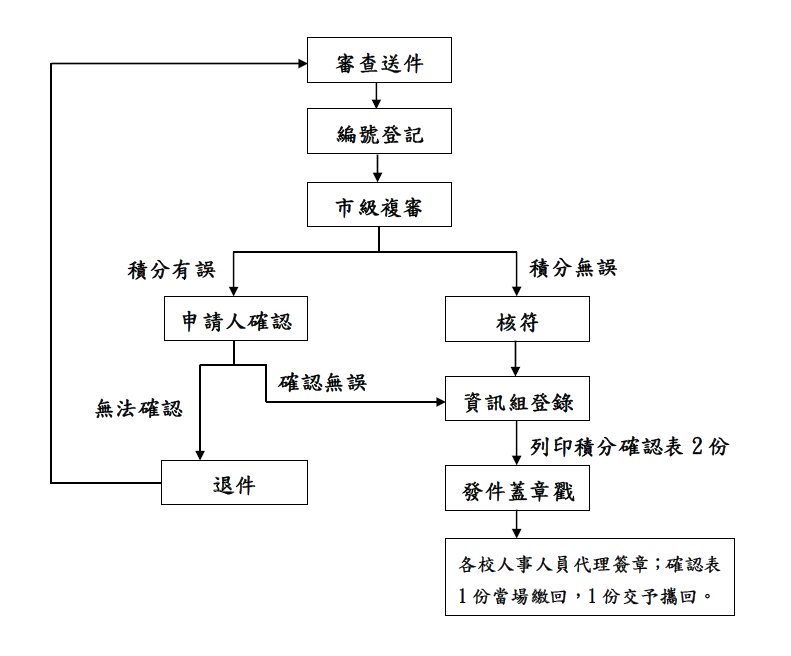 審查送件
編號登記
市級複審
積分有誤
積分無誤
申請人確認
核符
確認無誤
無法確認
資訊組登錄
列印積分確認表 2 份
退件
發件蓋章戳
各校人事人員代理簽章；確認表
1 份當場繳回，1 份交予攜回。